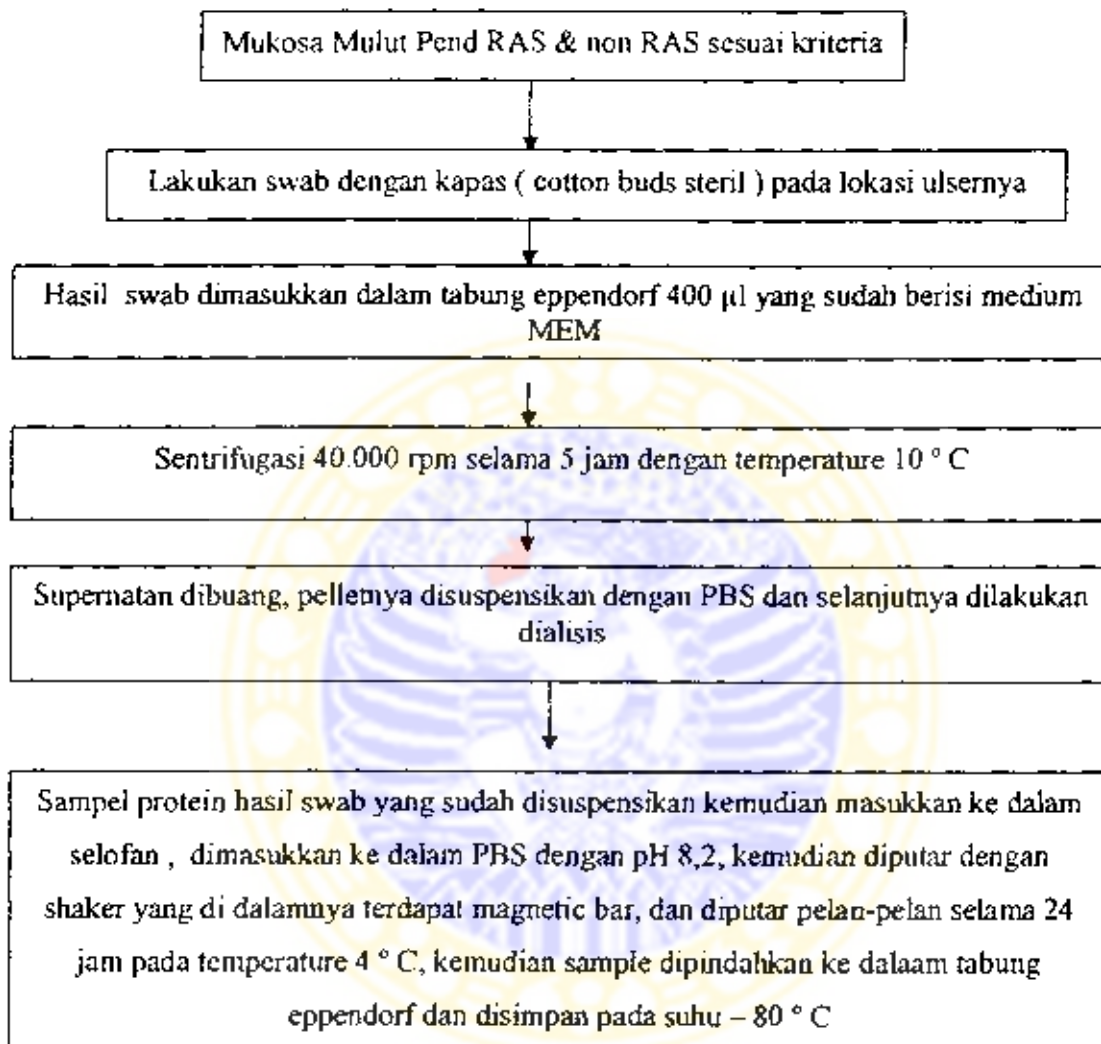 Mukosa Mulut Pend RAS & non RAS sesuai kriteria
Lakukan swab dengan kapas ( cotton buds steril ) pada lokasi ulsernya
Hasil swab dimasukkan dalam tabung eppendorf 400 µl yang sudah berisi medium
MEM
Sentrifugasi 40.000 rpm selama 5 jam dengan temperature 10 ° C
Supernatan dibuang, pelletnya disuspensikan dengan PBS dan selanjutnya dilakukan
dialisis
Sampel protein hasil swab yang sudah disuspensikan kemudian masukkan ke dalam
selofan , dimasukkan ke dalam PBS dengan pH 8,2, kemudian diputar dengan
shaker yang di dalamnya terdapat magnetic bar, dan diputar pelan-pelan selama 24
jam pada temperature 4 ° C, kemudian sample dipindahkan ke dalaam tabung
eppendorf dan disimpan pada suhu – 80 ° C